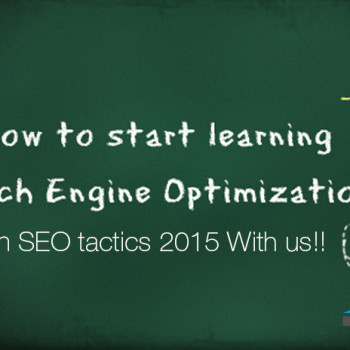 ow to start learning
ch Engine Optimizatio
n SEO tactics 2015 With us!!